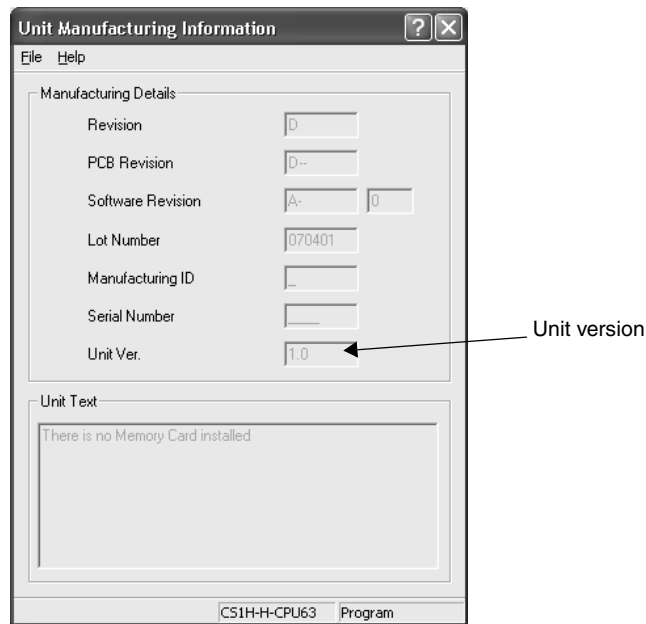 Unit Manufacturing Information
File Help
Manufacturing Details
Revision D
PCB Revision D--
Software Revision A- 0
Lot Number 070401
Manufacturing ID _
Serial Number ____
Unit Ver. 1.0
Unit version
Unit Text
There is no Memory Card installed
CS1H-H-CPU63 Program